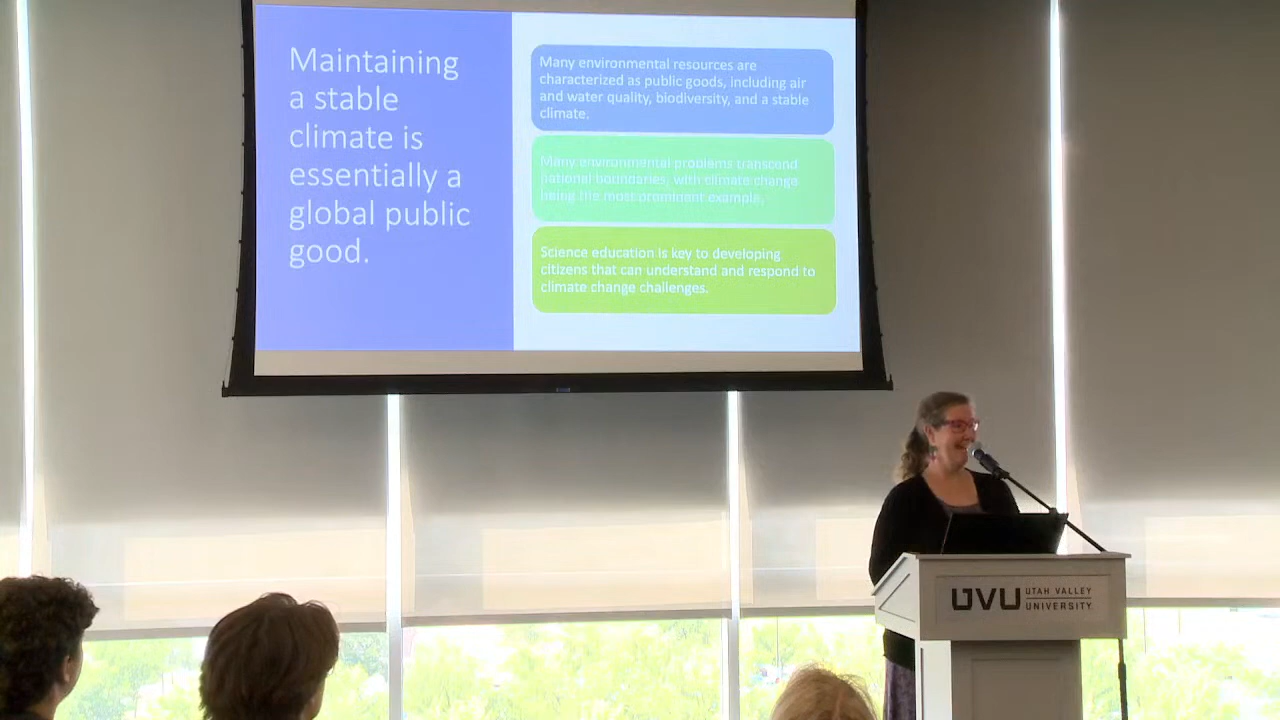 Maintaining
a stable
climate is
essentially a
global public
good.
Many environmental resources are
characterized as public goods, including air
and water quality, biodiversity, and a stable
climate.
Many environmental problems transcend
national boundaries, with climate change
being the most prominent example.
Science education is key to developing
citizens that can understand and respond to
climate change challenges.
UVU UTAH VALLEY
UNIVERSITY